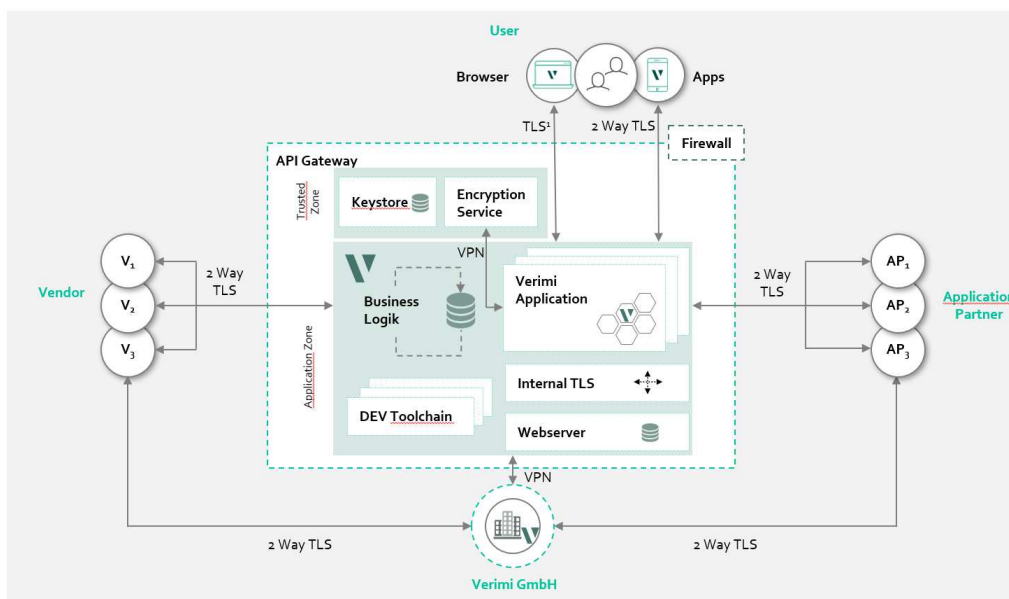 User
Browser
Apps
TLS¹
2 Way TLS
Firewall
API Gateway
Trusted
Zone
Keystore
Encryption
Service
VPN
V₁
V₂
V₃
Vendor
2 Way
TLS
Business
Logik
Verimi
Application
Application Zone
Internal TLS
DEV Toolchain
Webserver
2 Way
TLS
AP₁
AP₂
AP₃
Application
Partner
VPN
2 Way TLS
2 Way TLS
Verimi GmbH